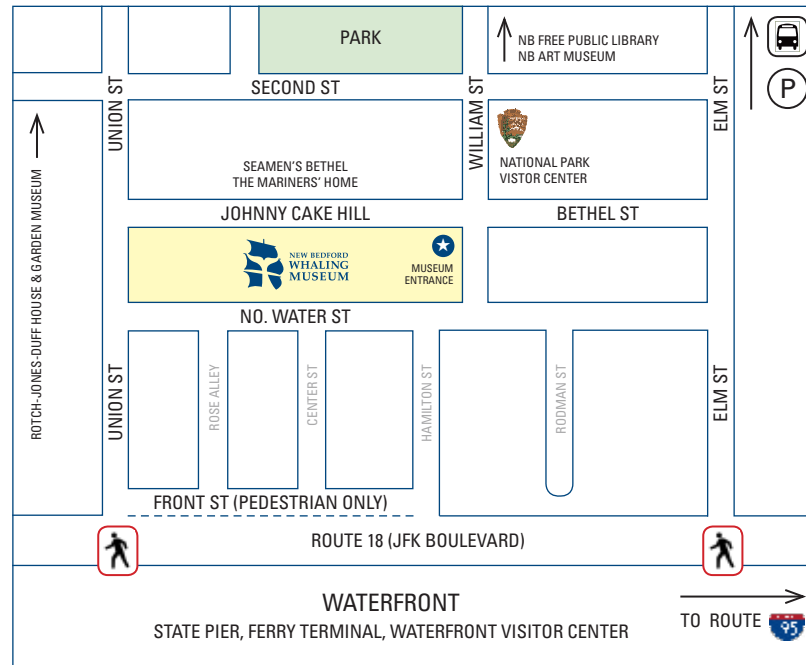 PARK
NB FREE PUBLIC LIBRARY
NB ART MUSEUM
P
SECOND ST
UNION ST
WILLIAM ST
ELM ST
SEAMEN'S BETHEL
THE MARINERS' HOME
NATIONAL PARK
VISITOR CENTER
JOHNNY CAKE HILL
BETHEL ST
ROTCH-JONES-DUFF HOUSE & GARDEN MUSEUM
NEW BEDFORD
WHALING
MUSEUM
MUSEUM
ENTRANCE
NO. WATER ST
UNION ST
ROSE ALLEY
CENTER ST
HAMILTON ST
RODMAN ST
ELM ST
FRONT ST (PEDESTRIAN ONLY)
ROUTE 18 (JFK BOULEVARD)
WATERFRONT
STATE PIER, FERRY TERMINAL, WATERFRONT VISITOR CENTER
TO ROUTE 95